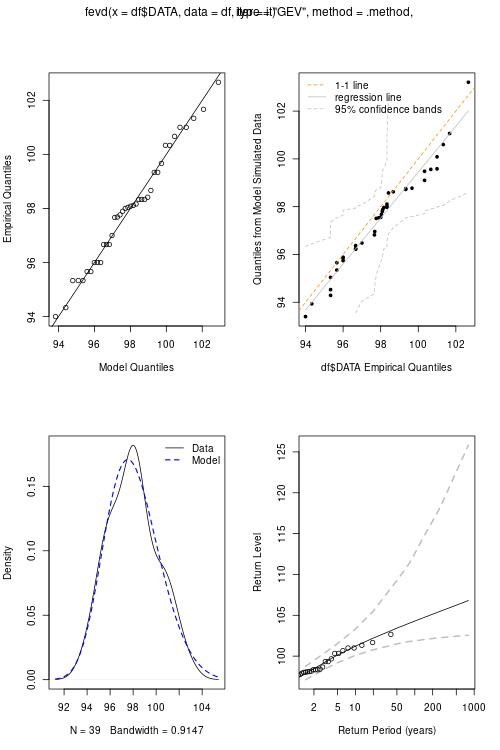 fevd(x = df$DATA, data = df, type = "GEV", method = .method,
102
100
98
96
94
Empirical Quantiles
94 96 98 100 102
Model Quantiles
1-1 line
regression line
95% confidence bands
102
100
98
96
94
Quantiles from Model Simulated Data
94 96 98 100 102
df$DATA Empirical Quantiles
Data
Model
0.15
0.10
0.05
0.00
Density
92 94 96 98 100 104
N = 39 Bandwidth = 0.9147
125
120
115
110
105
100
Return Level
2 5 10 50 200 1000
Return Period (years)